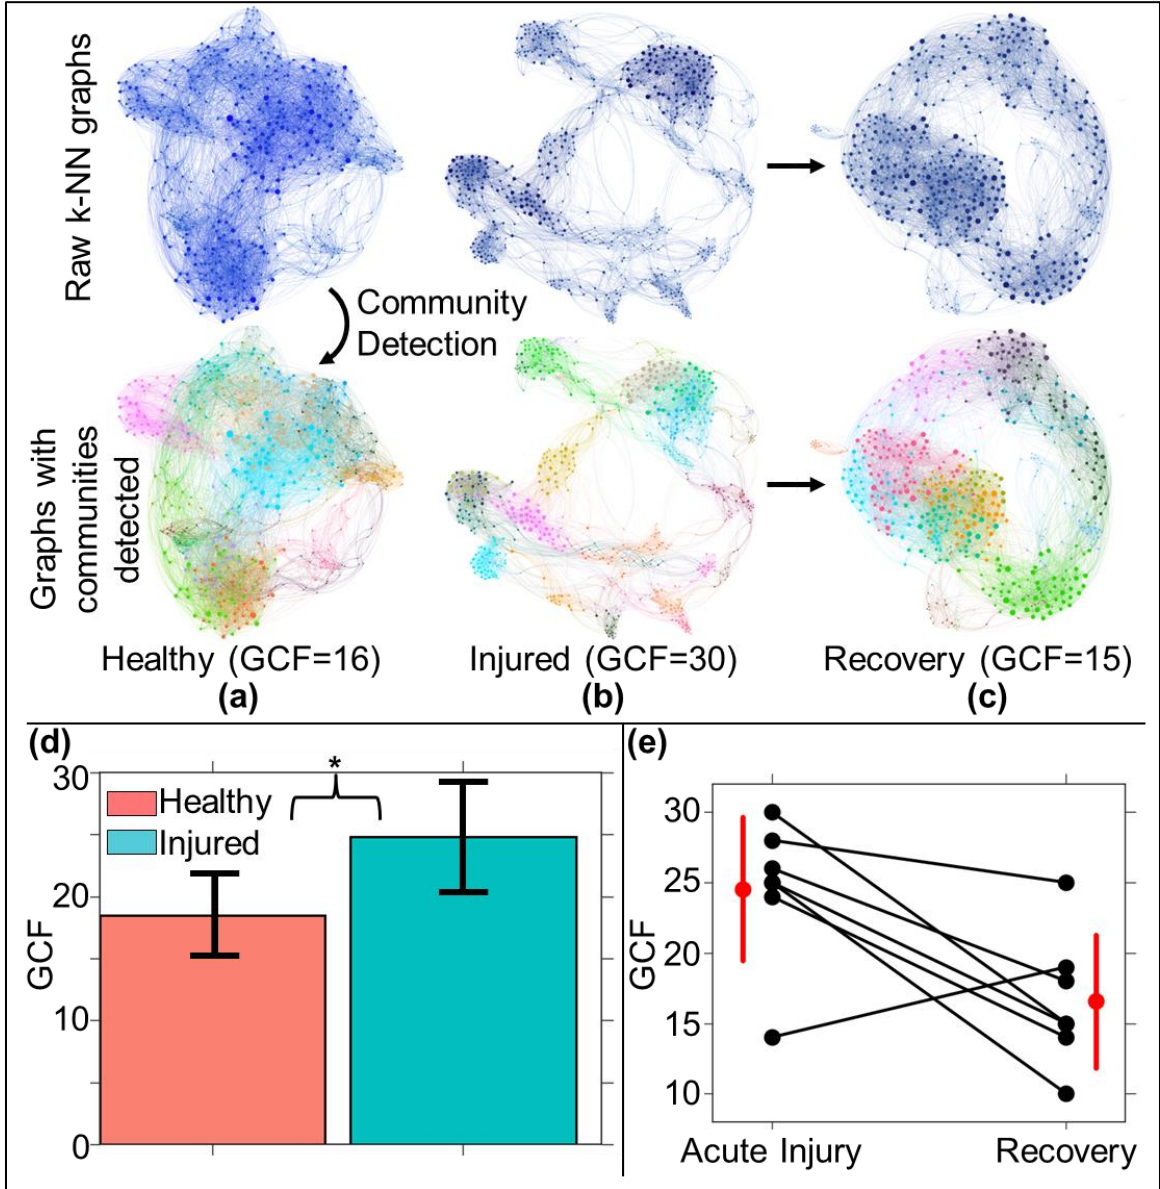 Raw k-NN graphs
Community
Detection
Graphs with
communities
detected
Healthy (GCF=16)
Injured (GCF=30)
Recovery (GCF=15)
(a)
(b)
(c)
(d)
*
30
20
10
0
GCF
Healthy
Injured
(e)
30
25
20
15
10
GCF
Acute Injury
Recovery